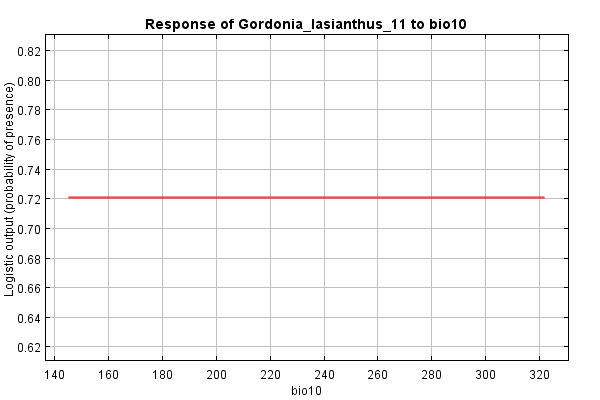 Response of Gordonia_lasianthus_11 to bio10
Logistic output (probability of presence)
0.82
0.80
0.78
0.76
0.74
0.72
0.70
0.68
0.66
0.64
0.62
140 160 180 200 220 240 260 280 300 320
bio10